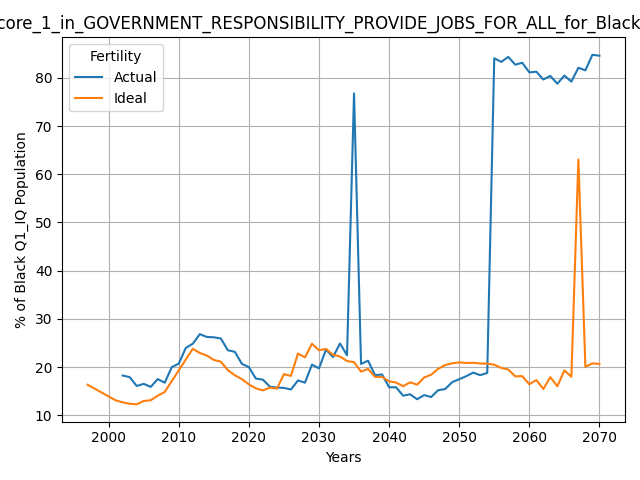 core_1_in_GOVERNMENT_RESPONSIBILITY_PROVIDE_JOBS_FOR_ALL_for_Black
Fertility
Actual
Ideal
% of Black Q1_IQ Population
80
70
60
50
40
30
20
10
2000 2010 2020 2030 2040 2050 2060 2070
Years